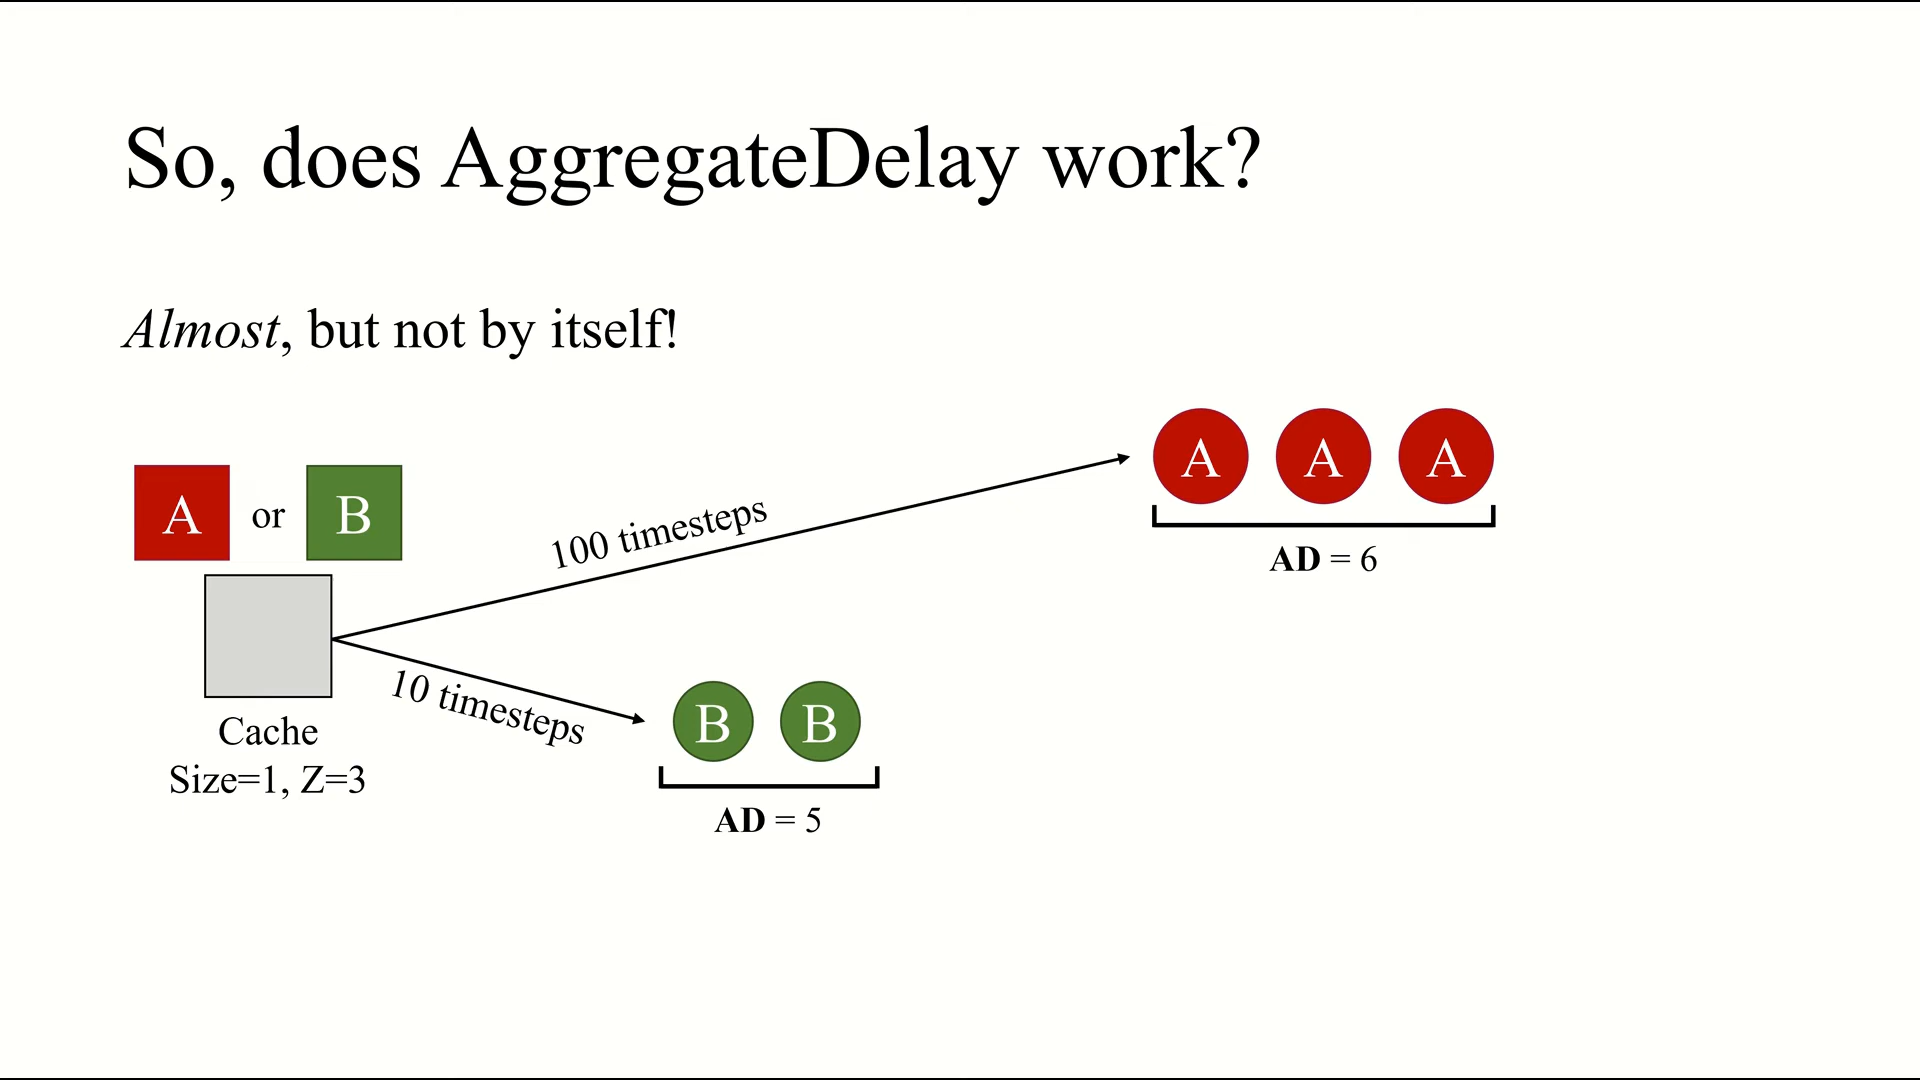 So, does AggregateDelay work?
Almost, but not by itself!
A or B
Cache
Size=1, Z=3
100 timesteps
A A A
AD = 6
10 timesteps
B B
AD = 5